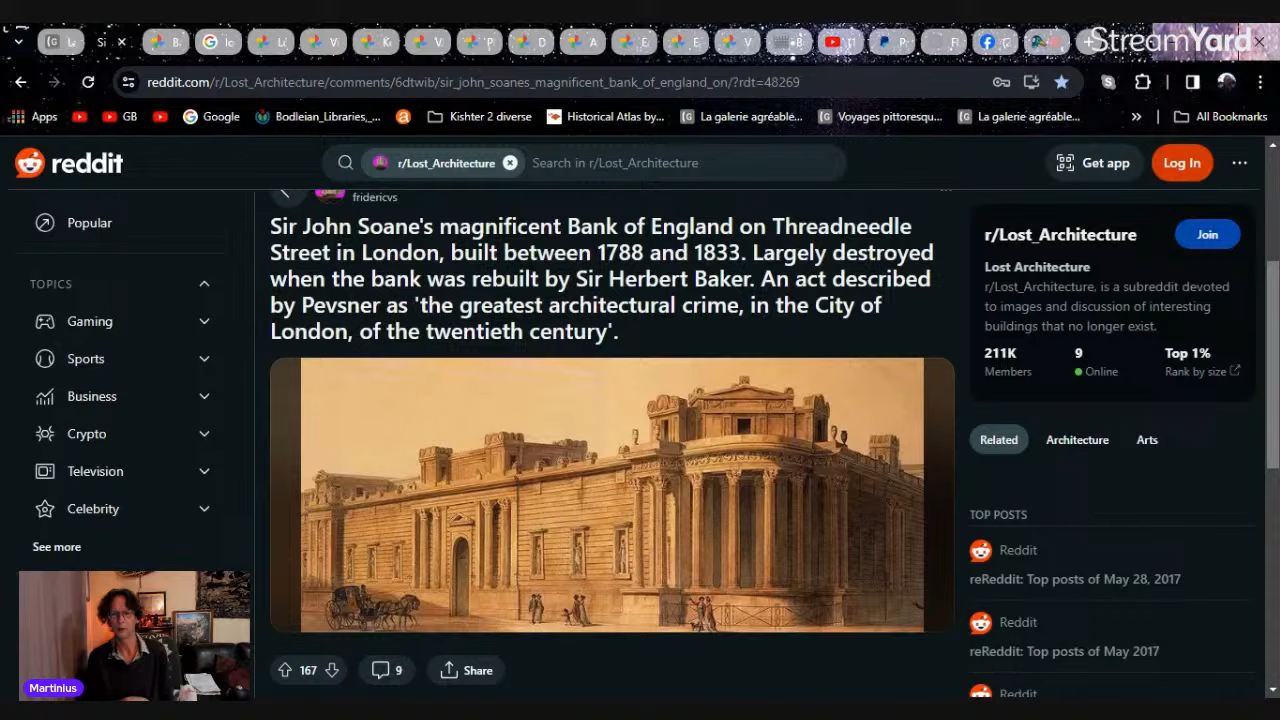 StreamYard
reddit.com/r/Lost_Architecture/comments/6dtwib/sir_john_soanes_magnificent_bank_of_england_on/?rdt=48269
Apps
GB
Google
Bodleian_Libraries,_...
Kishter 2 diverse
Historical Atlas by...
La galerie agréable...
Voyages pittoresqu...
La galerie agréable...
»
All Bookmarks
reddit
r/Lost_Architecture
Search in r/Lost_Architecture
Get app
Log In
fridericvs
Popular
TOPICS
Gaming
Sports
Business
Crypto
Television
Celebrity
See more
Sir John Soane's magnificent Bank of England on Threadneedle
Street in London, built between 1788 and 1833. Largely destroyed
when the bank was rebuilt by Sir Herbert Baker. An act described
by Pevsner as 'the greatest architectural crime, in the City of
London, of the twentieth century'.
167
9
Share
r/Lost_Architecture
Join
Lost Architecture
r/Lost_Architecture, is a subreddit devoted
to images and discussion of interesting
buildings that no longer exist.
211K 9 Top 1%
Members Online Rank by size
Related Architecture Arts
TOP POSTS
Reddit
reReddit: Top posts of May 28, 2017
Reddit
reReddit: Top posts of May 2017
Reddit
Martinius